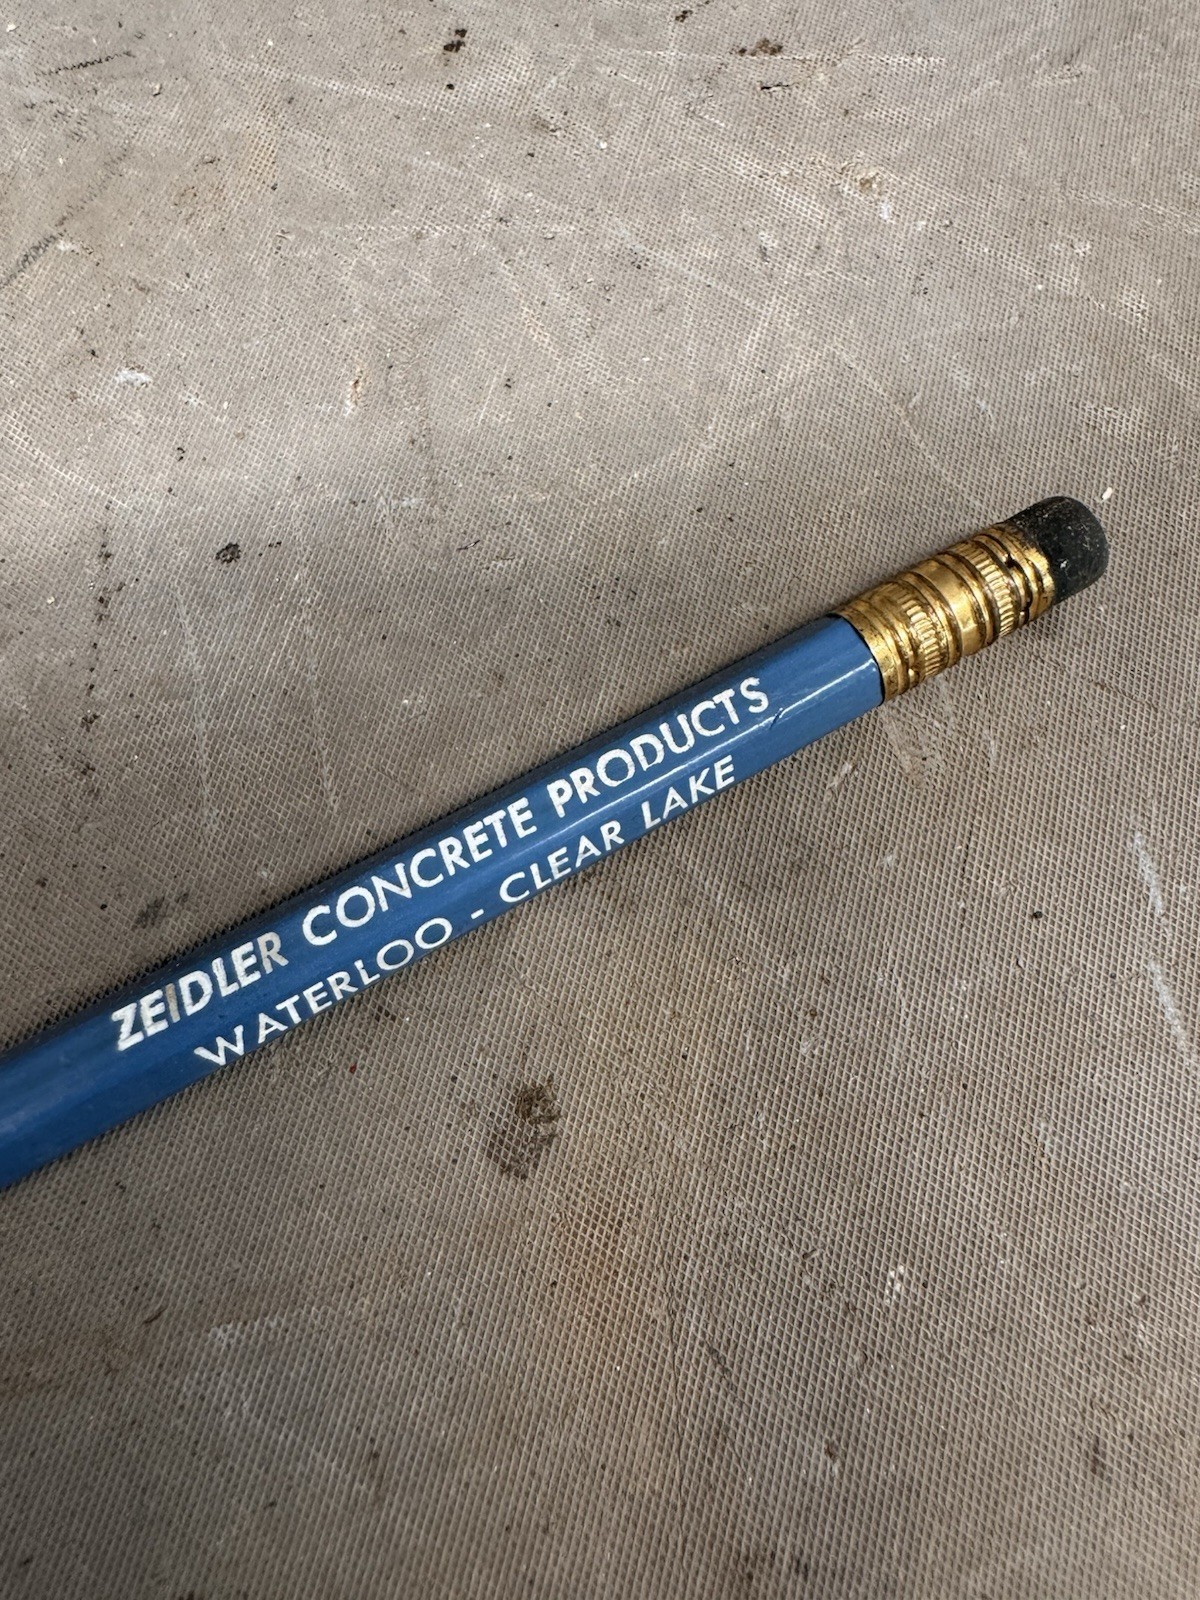 ZEIDLER CONCRETE PRODUCTS
WATERLOO - CLEAR LAKE